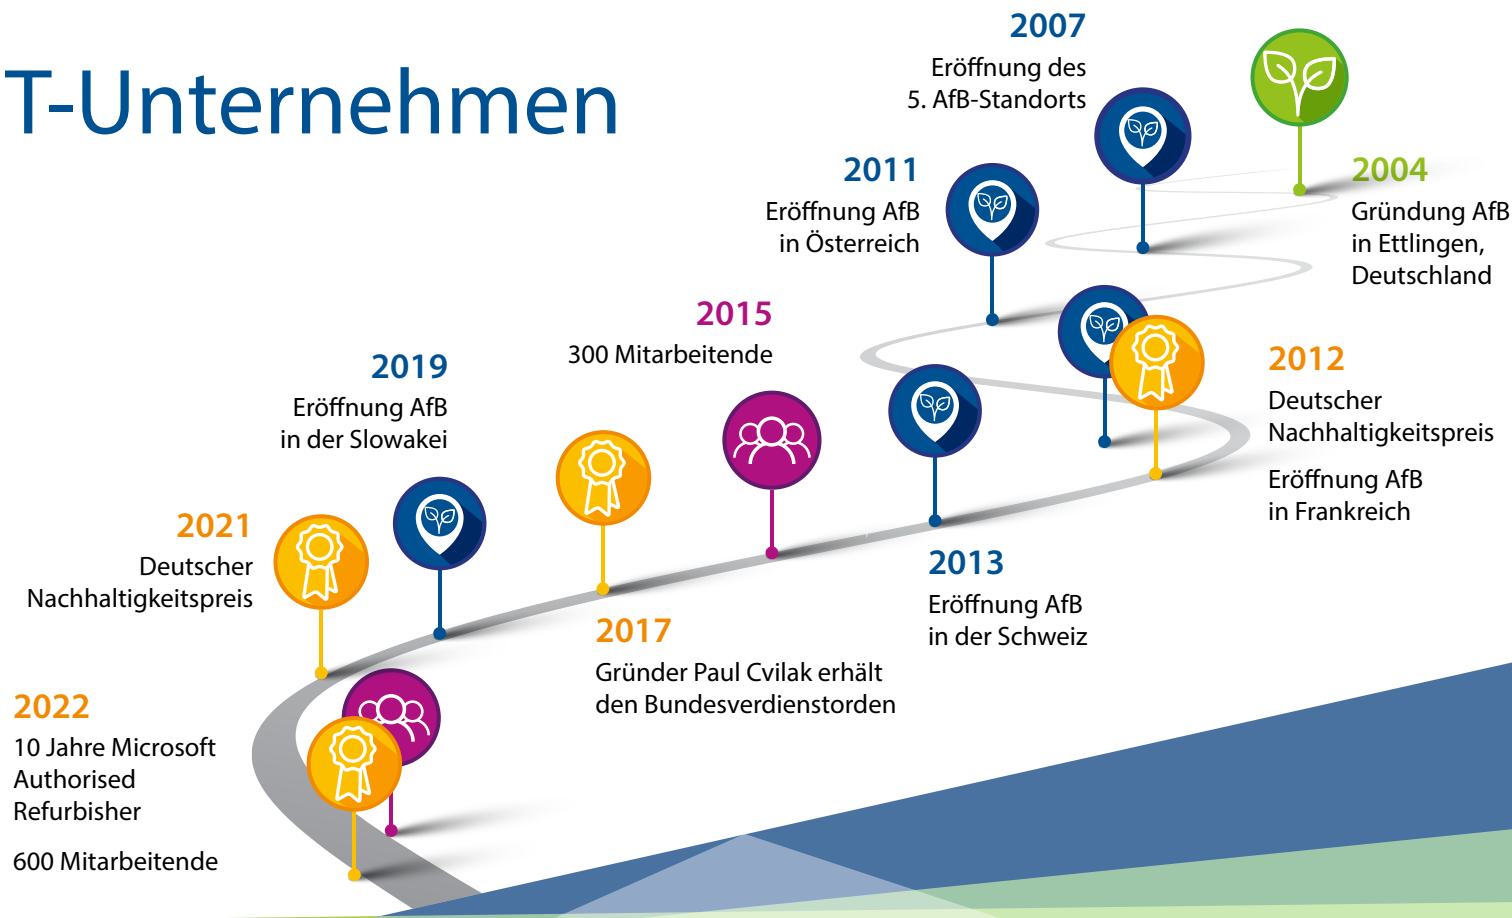 T-Unternehmen
2007
Eröffnung des
5. AfB-Standorts
2004
Gründung AfB
in Ettlingen,
Deutschland
2011
Eröffnung AfB
in Österreich
2012
Deutscher
Nachhaltigkeitspreis
Eröffnung AfB
in Frankreich
2015
300 Mitarbeitende
2013
Eröffnung AfB
in der Schweiz
2019
Eröffnung AfB
in der Slowakei
2017
Gründer Paul Cvilak erhält
den Bundesverdienstorden
2021
Deutscher
Nachhaltigkeitspreis
2022
10 Jahre Microsoft
Authorised
Refurbisher
600 Mitarbeitende